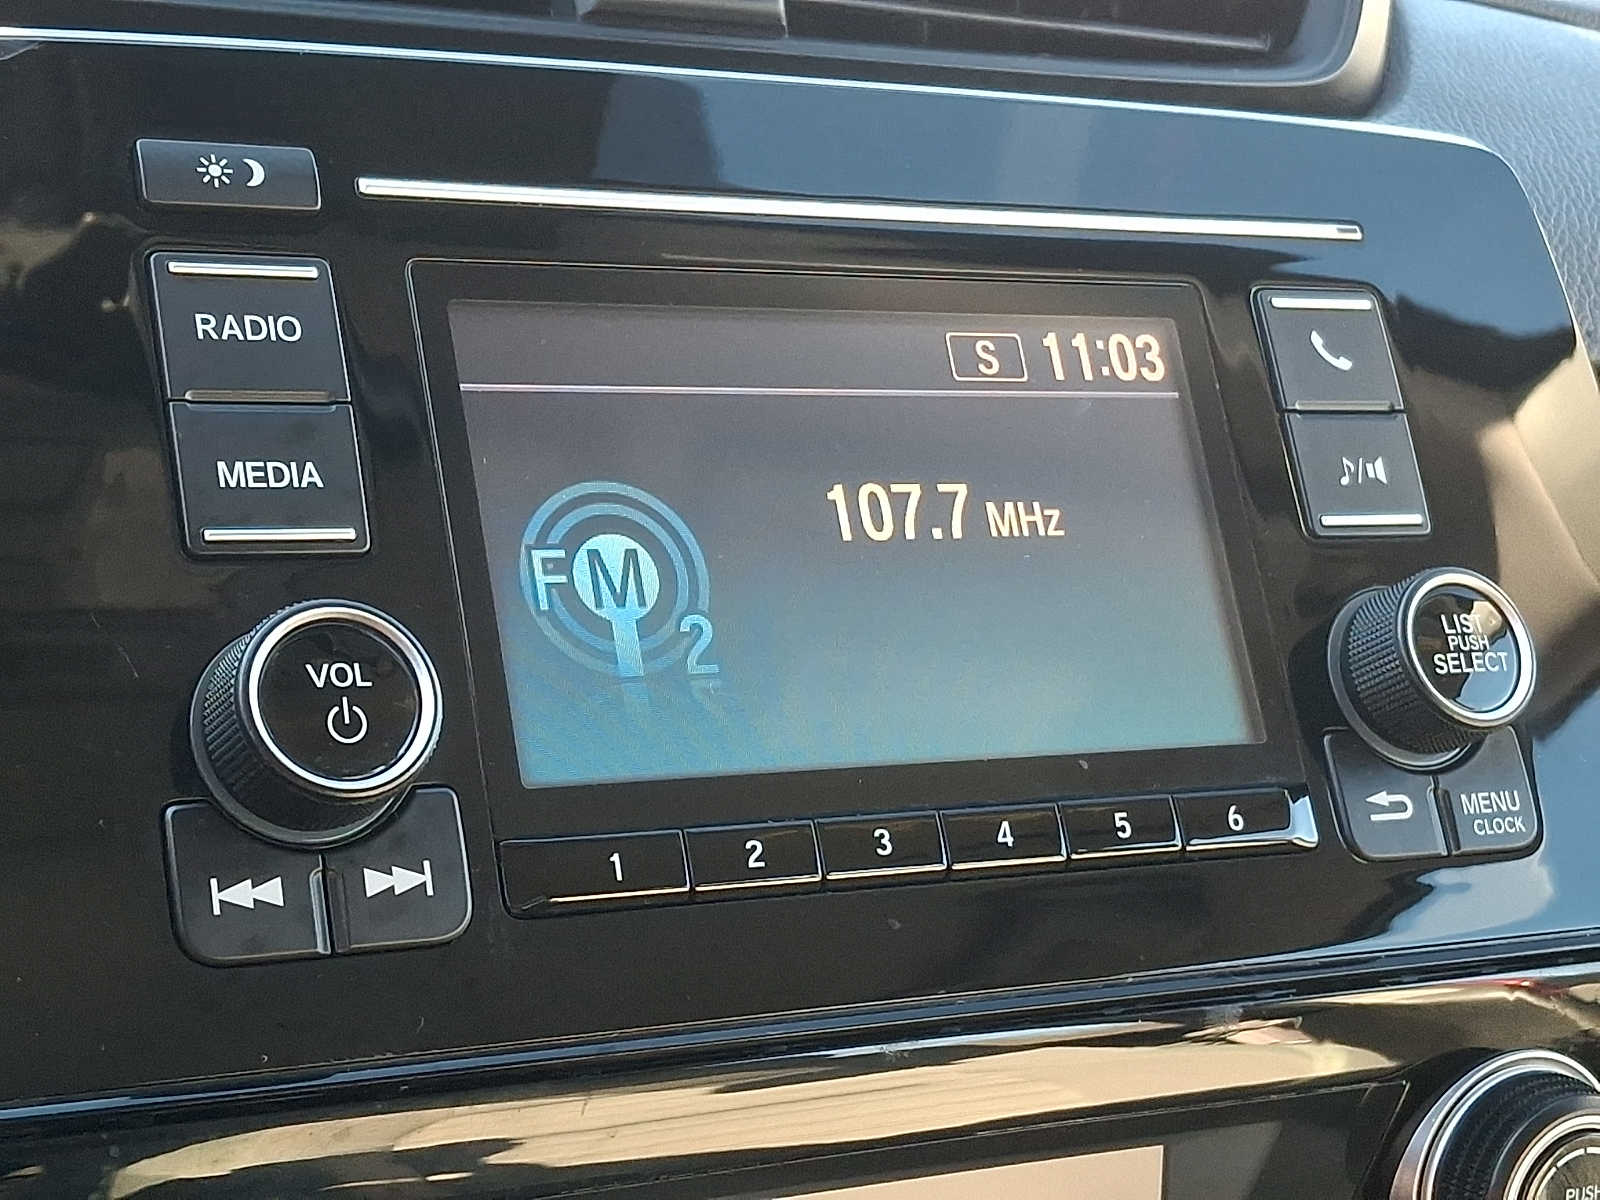 RADIO
MEDIA
S 11:03
107.7 MHz
FM
2
VOL
LIST
PUSH
SELECT
1 2 3 4 5 6
MENU
CLOCK
PUSH